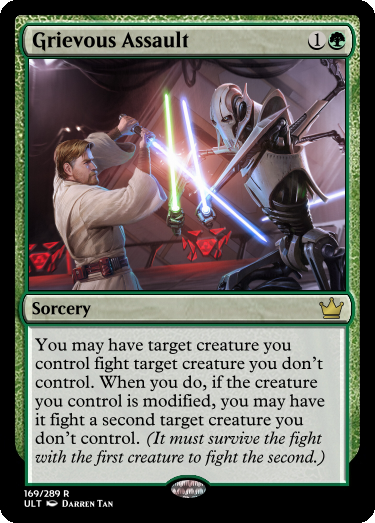 Grievous Assault 1
Sorcery
You may have target creature you
control fight target creature you don't
control. When you do, if the creature
you control is modified, you may have
it fight a second target creature you
don't control. (It must survive the fight
with the first creature to fight the second.)
169/289 R
ULT Darren Tan